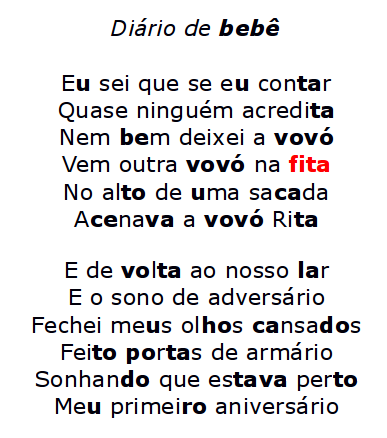 Diário de bebê
Eu sei que se eu contar
Quase ninguém acredita
Nem bem deixei a vovó
Vem outra vovó na fita
No alto de uma sacada
Acenava a vovó Rita
E de volta ao nosso lar
E o sono de adversário
Fechei meus olhos cansados
Feito portas de armário
Sonhando que estava perto
Meu primeiro aniversário